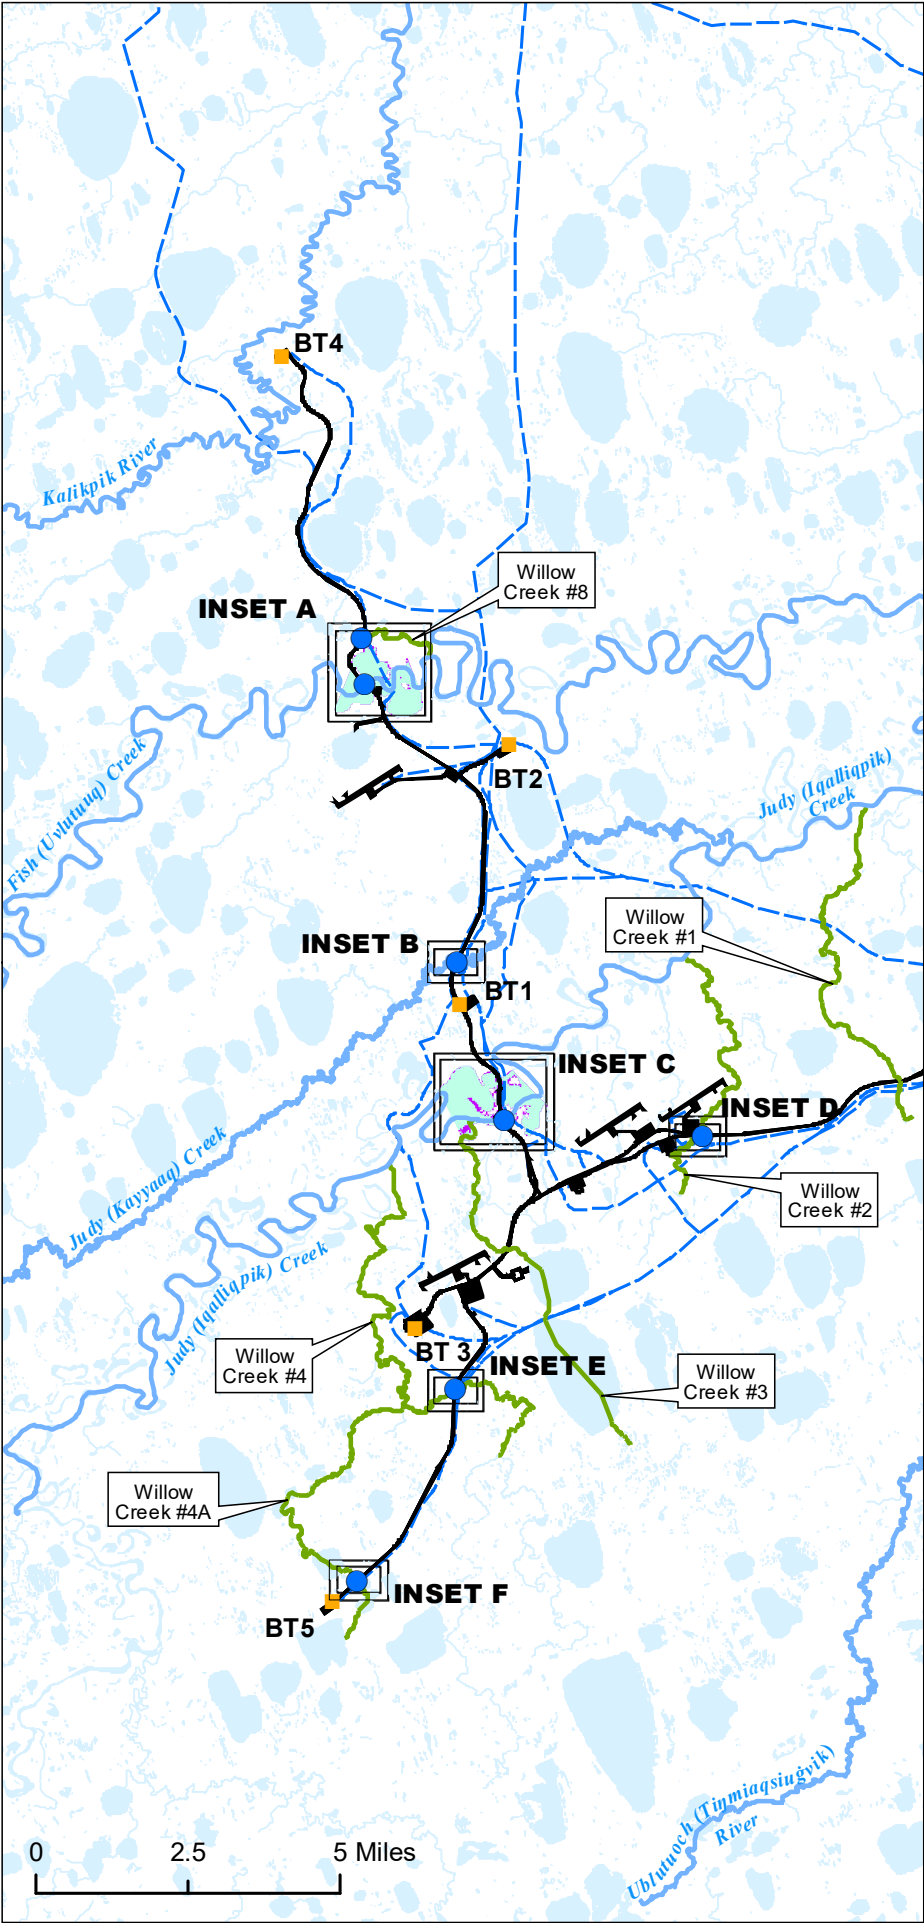 BT4
Kalikpik River
Willow
Creek #8
INSET A
BT2
Fish (Uvlutuuq) Creek
Judy (Iqalliqpik)
Creek
Willow
Creek #1
INSET B
BT1
INSET C
INSET D
Judy (Kayyaaq) Creek
Willow
Creek #2
Judy (Iqalliqpik) Creek
BT 3
Willow
Creek #4
INSET E
Willow
Creek #3
Willow
Creek #4A
INSET F
BT5
Ublutuoch (Tiŋmiaqsiuġvik)
River
0 2.5 5 Miles